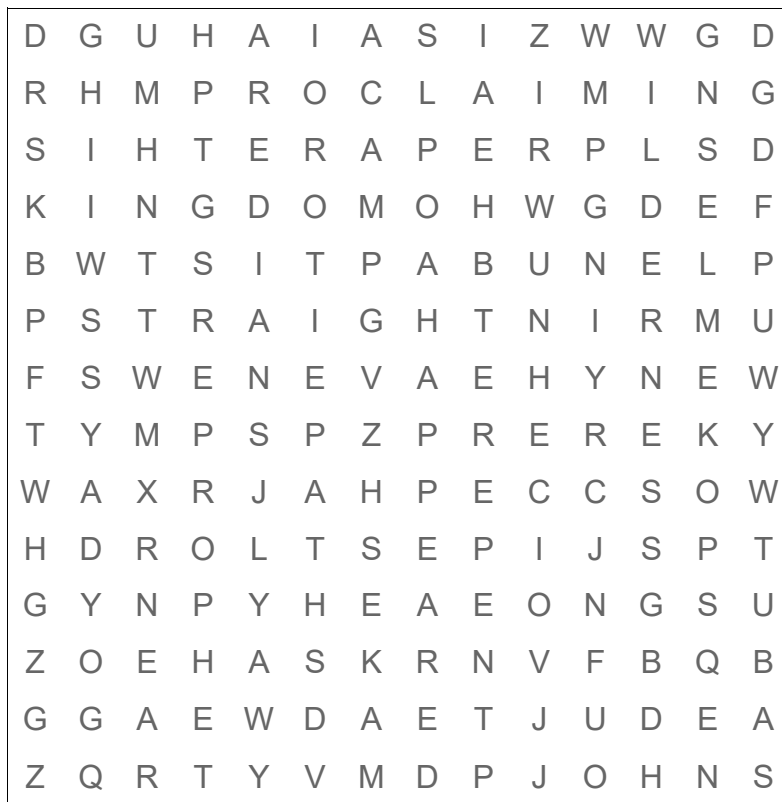 D G U H A I A S I Z W W G D
R H M P R O C L A I M I N G
S I H T E R A P E R P L S D
K I N G D O M O H W G D E F
B W T S I T P A B U N E L P
P S T R A I G H T N I R M U
F S W E N E V A E H Y N E W
T Y M P S P Z P R E R E K Y
W A X R J A H P E C C S O W
H D R O L T S E P I J S P T
G Y N P Y H E A E O N G S U
Z O E H A S K R N V F B Q B
G G A E W D A E T J U D E A
Z Q R T Y V M D P J O H N S